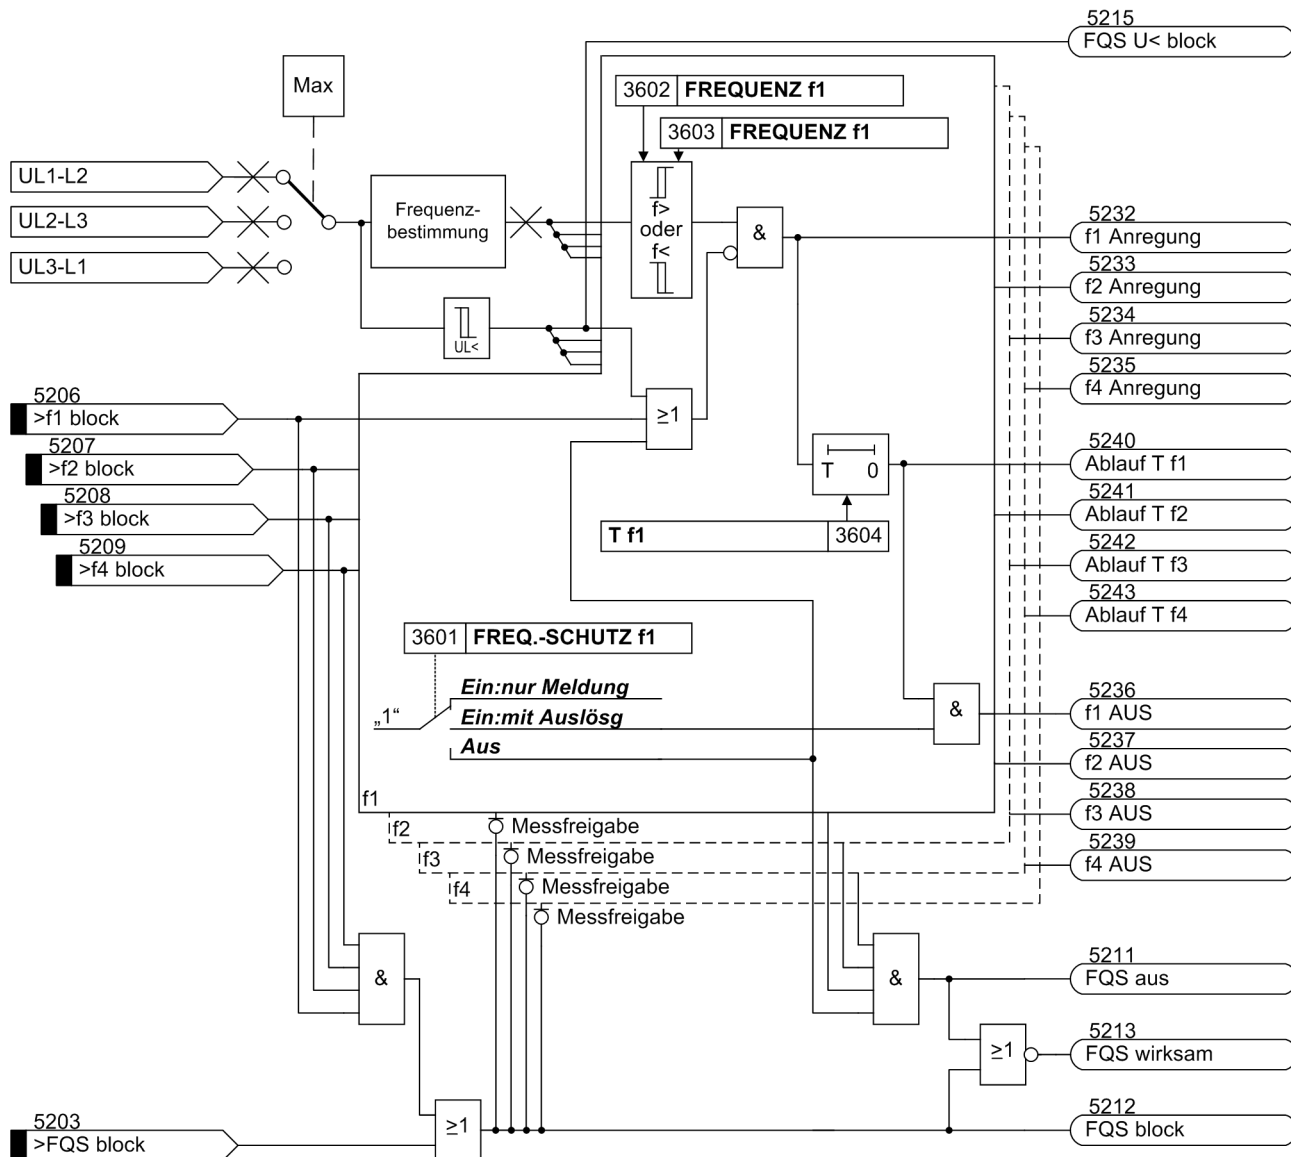 5215
FQS U< block
Max
3602 FREQUENZ f1
3603 FREQUENZ f1
UL1-L2
UL2-L3
UL3-L1
Frequenz-
bestimmung
f>
oder
f<
&
5232
f1 Anregung
5233
f2 Anregung
5234
f3 Anregung
5235
f4 Anregung
UL<
5206
>f1 block
≥1
5207
>f2 block
5208
>f3 block
5209
>f4 block
T 0
T f1 3604
5240
Ablauf T f1
5241
Ablauf T f2
5242
Ablauf T f3
5243
Ablauf T f4
3601 FREQ.-SCHUTZ f1
Ein:nur Meldung
„1“
Ein:mit Auslösg
Aus
&
5236
f1 AUS
5237
f2 AUS
5238
f3 AUS
5239
f4 AUS
f1
f2
Messfreigabe
f3
Messfreigabe
f4
Messfreigabe
Messfreigabe
&
&
5211
FQS aus
≥1
5213
FQS wirksam
5203
>FQS block
≥1
5212
FQS block